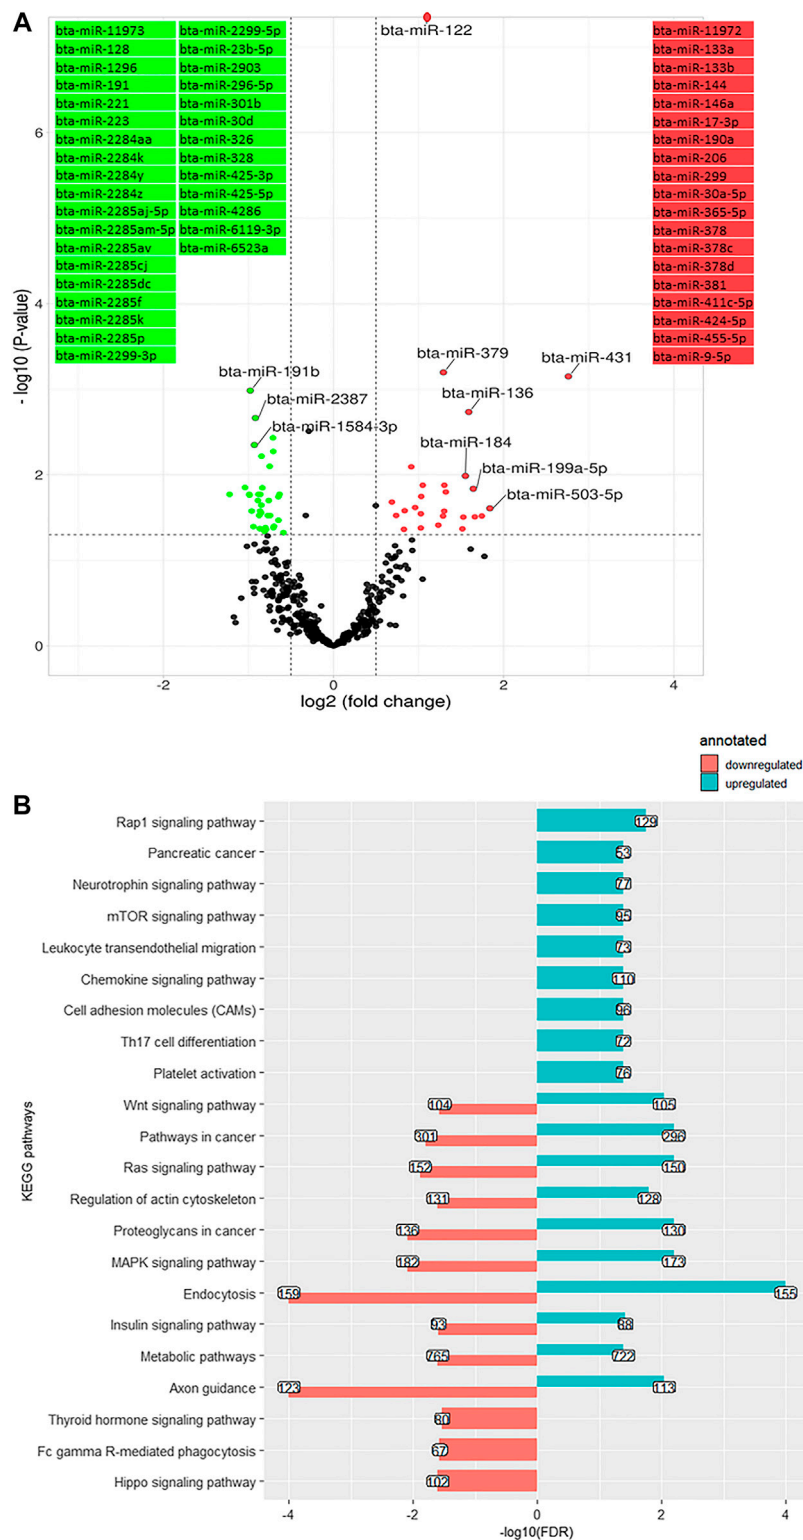 A
bta-miR-11973
bta-miR-128
bta-miR-1296
bta-miR-191
bta-miR-221
bta-miR-223
bta-miR-2284aa
bta-miR-2284k
bta-miR-2284y
bta-miR-2284z
bta-miR-2285aj-5p
bta-miR-2285am-5p
bta-miR-2285av
bta-miR-2285cj
bta-miR-2285dc
bta-miR-2285f
bta-miR-2285k
bta-miR-2285p
bta-miR-2299-3p
bta-miR-2299-5p
bta-miR-23b-5p
bta-miR-2903
bta-miR-296-5p
bta-miR-301b
bta-miR-30d
bta-miR-326
bta-miR-328
bta-miR-425-3p
bta-miR-425-5p
bta-miR-4286
bta-miR-6119-3p
bta-miR-6523a
bta-miR-122
bta-miR-11972
bta-miR-133a
bta-miR-133b
bta-miR-144
bta-miR-146a
bta-miR-17-3p
bta-miR-190a
bta-miR-206
bta-miR-299
bta-miR-30a-5p
bta-miR-365-5p
bta-miR-378
bta-miR-378c
bta-miR-378d
bta-miR-381
bta-miR-411c-5p
bta-miR-424-5p
bta-miR-455-5p
bta-miR-9-5p
bta-miR-379
bta-miR-431
bta-miR-191b
bta-miR-136
bta-miR-2387
bta-miR-1584-3p
bta-miR-184
bta-miR-199a-5p
bta-miR-503-5p
- log10 (P-value)
6
4
2
0
-2
0
2
4
log2 (fold change)
annotated
downregulated
upregulated
B
KEGG pathways
Rap1 signaling pathway 129
Pancreatic cancer 53
Neurotrophin signaling pathway 77
mTOR signaling pathway 95
Leukocyte transendothelial migration 73
Chemokine signaling pathway 110
Cell adhesion molecules (CAMs) 96
Th17 cell differentiation 72
Platelet activation 76
Wnt signaling pathway 104 105
Pathways in cancer 301 296
Ras signaling pathway 152 150
Regulation of actin cytoskeleton 131 128
Proteoglycans in cancer 136 130
MAPK signaling pathway 182 173
Endocytosis 159 155
Insulin signaling pathway 93 88
Metabolic pathways 765 722
Axon guidance 123 113
Thyroid hormone signaling pathway 80
Fc gamma R-mediated phagocytosis 67
Hippo signaling pathway 102
-4
-2
0
2
4
-log10(FDR)